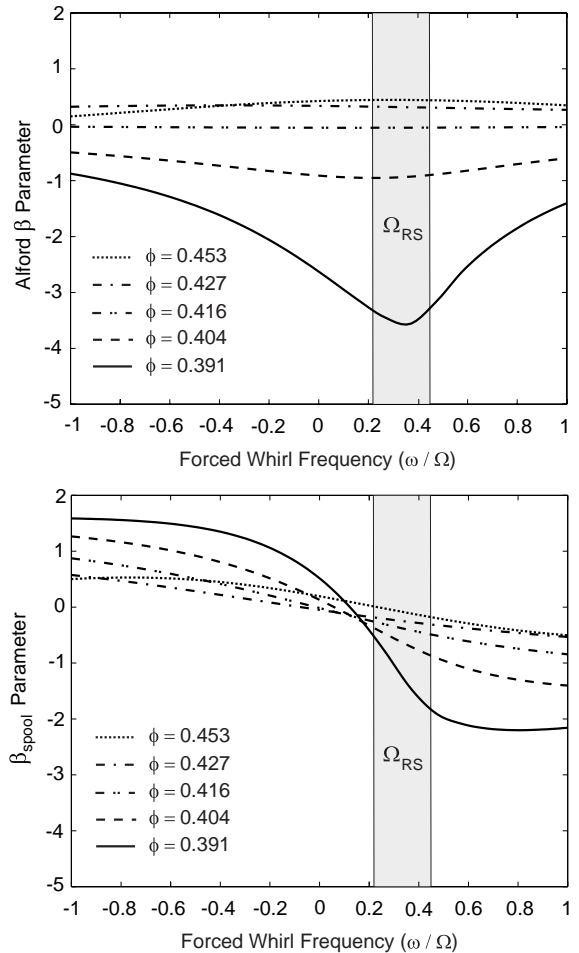 2
1
0
-1
-2
-3
-4
-5
Alford β Parameter
Ω_RS
ϕ = 0.453
ϕ = 0.427
ϕ = 0.416
ϕ = 0.404
ϕ = 0.391
-1 -0.8 -0.6 -0.4 -0.2 0 0.2 0.4 0.6 0.8 1
Forced Whirl Frequency (ω / Ω)
2
1
0
-1
-2
-3
-4
-5
β_spool Parameter
ϕ = 0.453
Ω_RS
ϕ = 0.427
ϕ = 0.416
ϕ = 0.404
ϕ = 0.391
-1 -0.8 -0.6 -0.4 -0.2 0 0.2 0.4 0.6 0.8 1
Forced Whirl Frequency (ω / Ω)